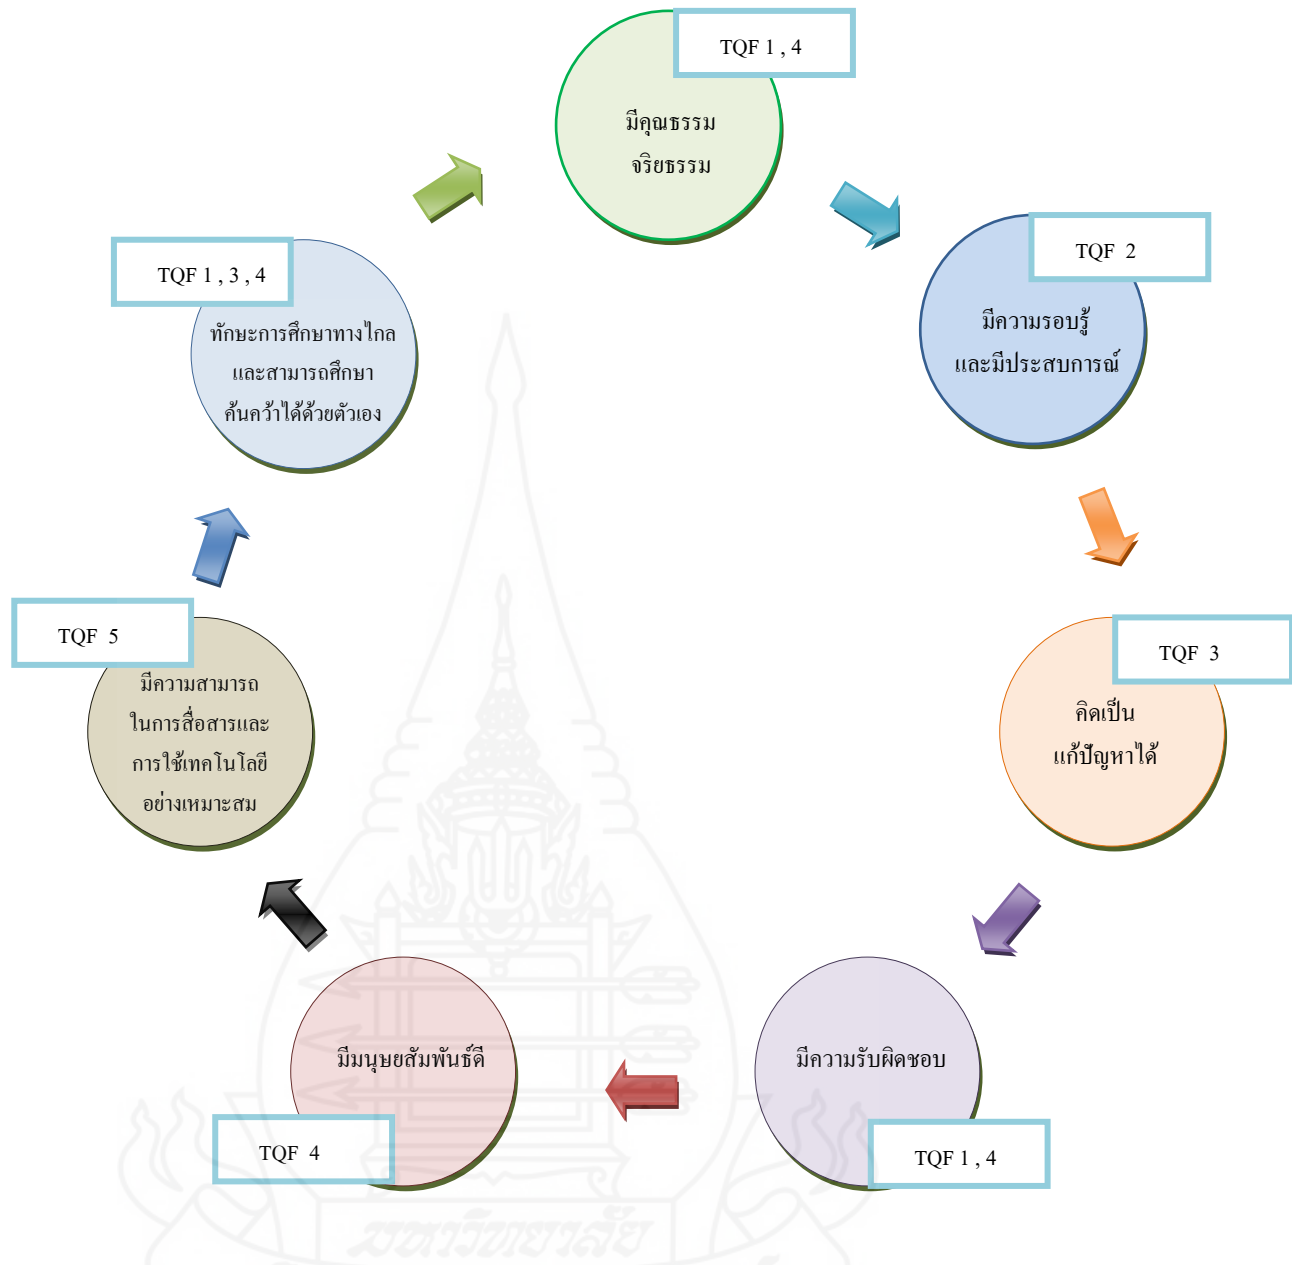 TQF 1 , 4
มีคุณธรรม
จริยธรรม
TQF 2
มีความรอบรู้
และมีประสบการณ์
TQF 3
คิดเป็น
แก้ปัญหาได้
มีความรับผิดชอบ
TQF 1 , 4
มีมนุษยสัมพันธ์ดี
TQF 4
TQF 5
มีความสามารถ
ในการสื่อสารและ
การใช้เทคโนโลยี
อย่างเหมาะสม
TQF 1 , 3 , 4
ทักษะการศึกษาทางไกล
และสามารถศึกษา
ค้นคว้าได้ด้วยตัวเอง
มหาวิทยาลัย